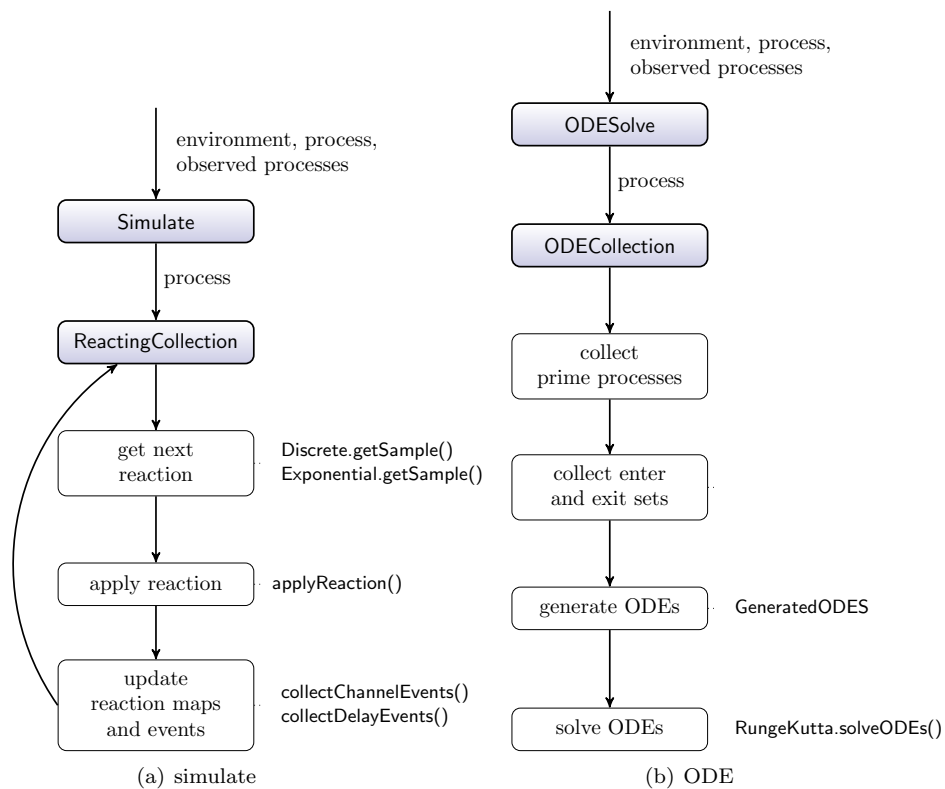 environment, process,
observed processes
Simulate
process
ReactingCollection
get next
reaction
Discrete.getSample()
Exponential.getSample()
apply reaction
applyReaction()
update
reaction maps
and events
collectChannelEvents()
collectDelayEvents()
(a) simulate
environment, process,
observed processes
ODESolve
process
ODECollection
collect
prime processes
collect enter
and exit sets
generate ODEs
GeneratedODES
solve ODEs
RungeKutta.solveODEs()
(b) ODE